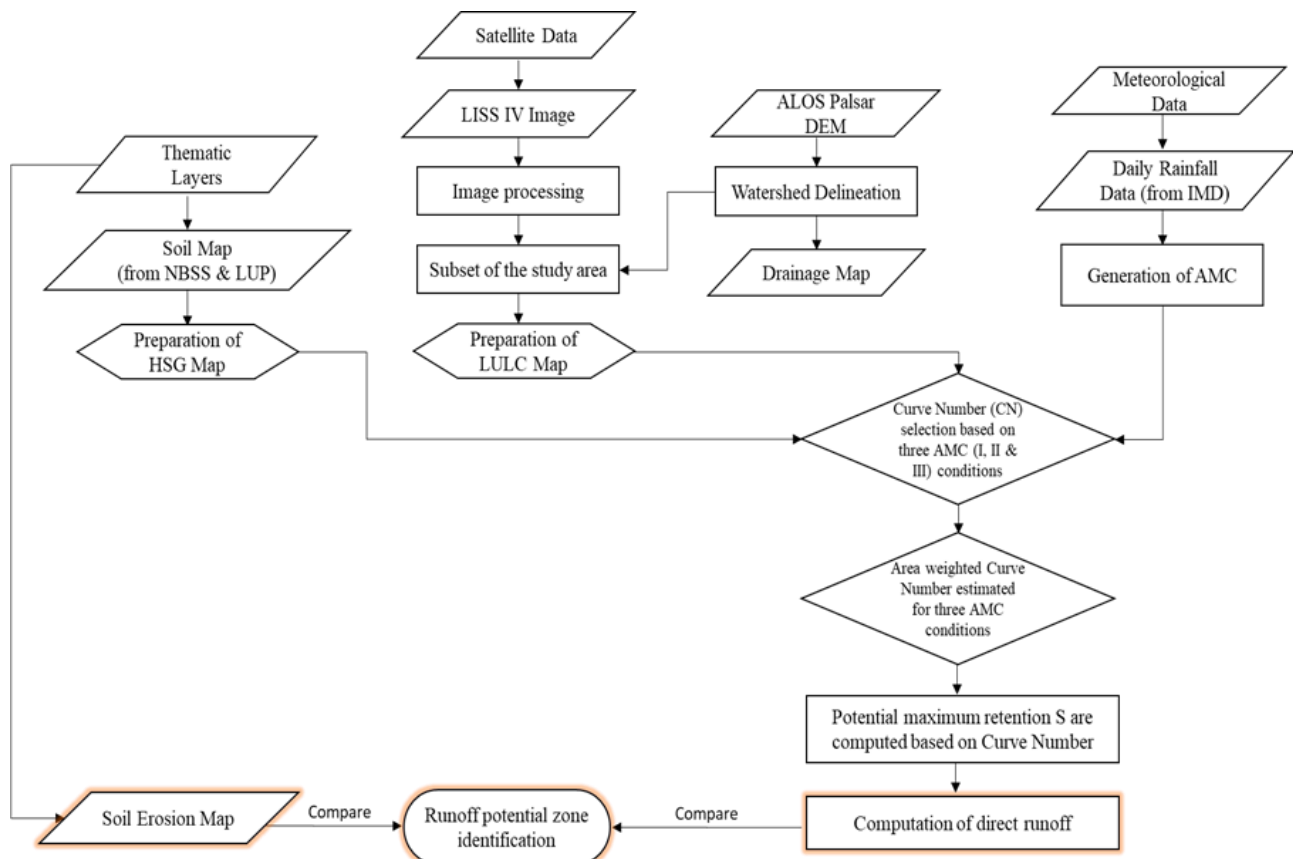 Satellite Data
LISS IV Image
Image processing
Subset of the study area
Preparation of
LULC Map
ALOS Palsar
DEM
Watershed Delineation
Drainage Map
Meteorological
Data
Daily Rainfall
Data (from IMD)
Generation of AMC
Thematic
Layers
Soil Map
(from NBSS & LUP)
Preparation of
HSG Map
Curve Number (CN)
selection based on
three AMC (I, II &
III) conditions
Area weighted Curve
Number estimated
for three AMC
conditions
Potential maximum retention S are
computed based on Curve Number
Computation of direct runoff
Compare
Runoff potential zone
identification
Compare
Soil Erosion Map